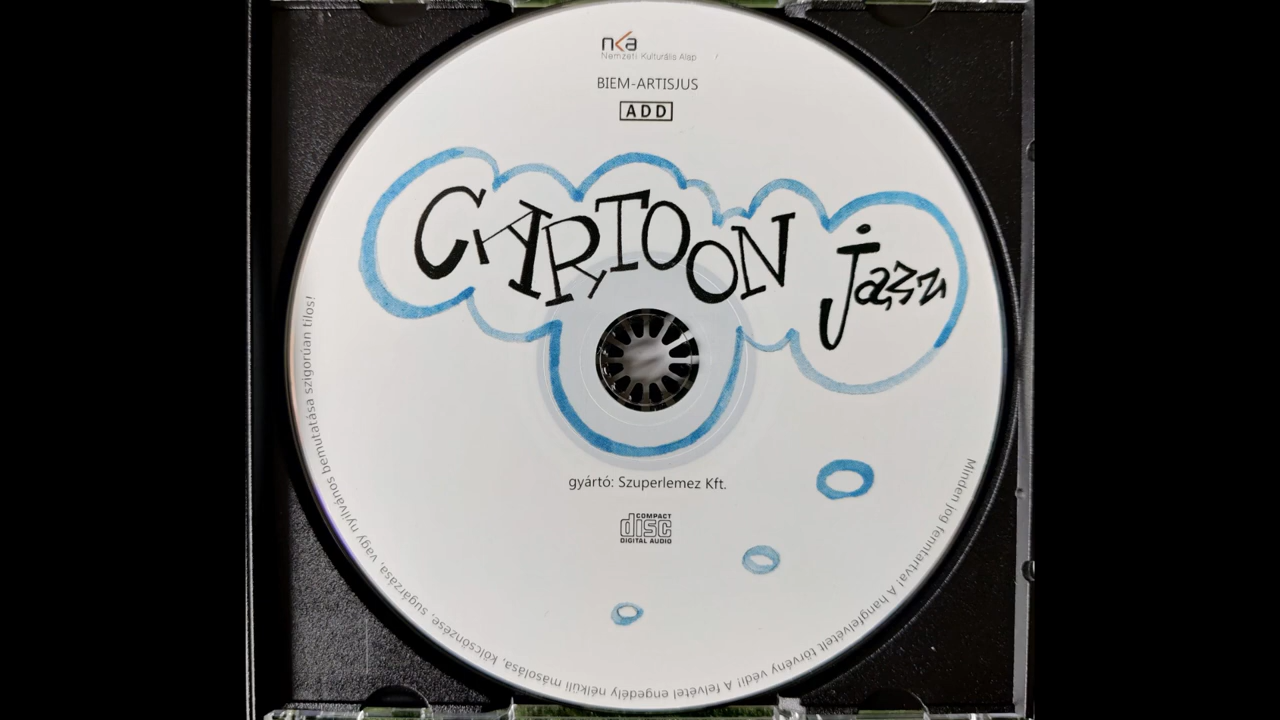 nka
Nemzeti Kulturális Alap
BIEM-ARTISJUS
ADD
CARTOON jazz
gyártó: Szuperlemez Kft.
COMPACT
disc
DIGITAL AUDIO
Minden jog fenntartva! A hangfelvételt törvény védi! A felvétel engedély nélküli másolása, kölcsönzése, sugárzása, vagy nyilvános bemutatása szigorúan tilos!